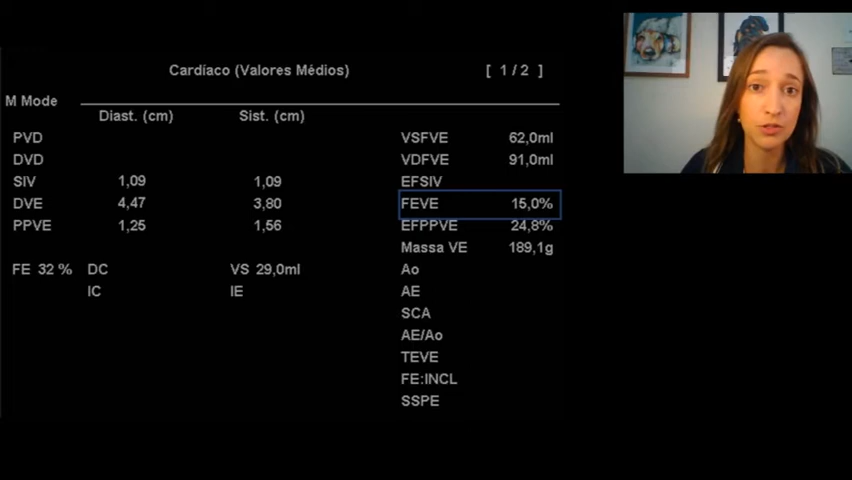 Cardíaco (Valores Médios) [ 1 / 2 ]
M Mode
Diast. (cm) Sist. (cm)
PVD VSFVE 62,0ml
DVD VDFVE 91,0ml
SIV 1,09 1,09 EFSIV
DVE 4,47 3,80 FEVE 15,0%
PPVE 1,25 1,56 EFPPVE 24,8%
Massa VE 189,1g
FE 32 % DC VS 29,0ml Ao
IC IE AE
SCA
AE/Ao
TEVE
FE:INCL
SSPE